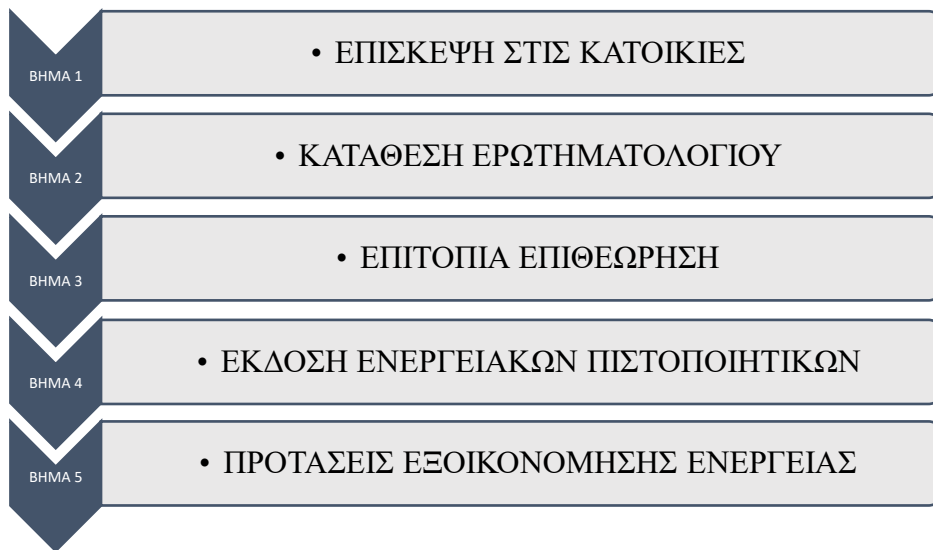 ΒΗΜΑ 1
• ΕΠΙΣΚΕΨΗ ΣΤΙΣ ΚΑΤΟΙΚΙΕΣ
ΒΗΜΑ 2
• ΚΑΤΑΘΕΣΗ ΕΡΩΤΗΜΑΤΟΛΟΓΙΟΥ
ΒΗΜΑ 3
• ΕΠΙΤΟΠΙΑ ΕΠΙΘΕΩΡΗΣΗ
ΒΗΜΑ 4
• ΕΚΔΟΣΗ ΕΝΕΡΓΕΙΑΚΩΝ ΠΙΣΤΟΠΟΙΗΤΙΚΩΝ
ΒΗΜΑ 5
• ΠΡΟΤΑΣΕΙΣ ΕΞΟΙΚΟΝΟΜΗΣΗΣ ΕΝΕΡΓΕΙΑΣ